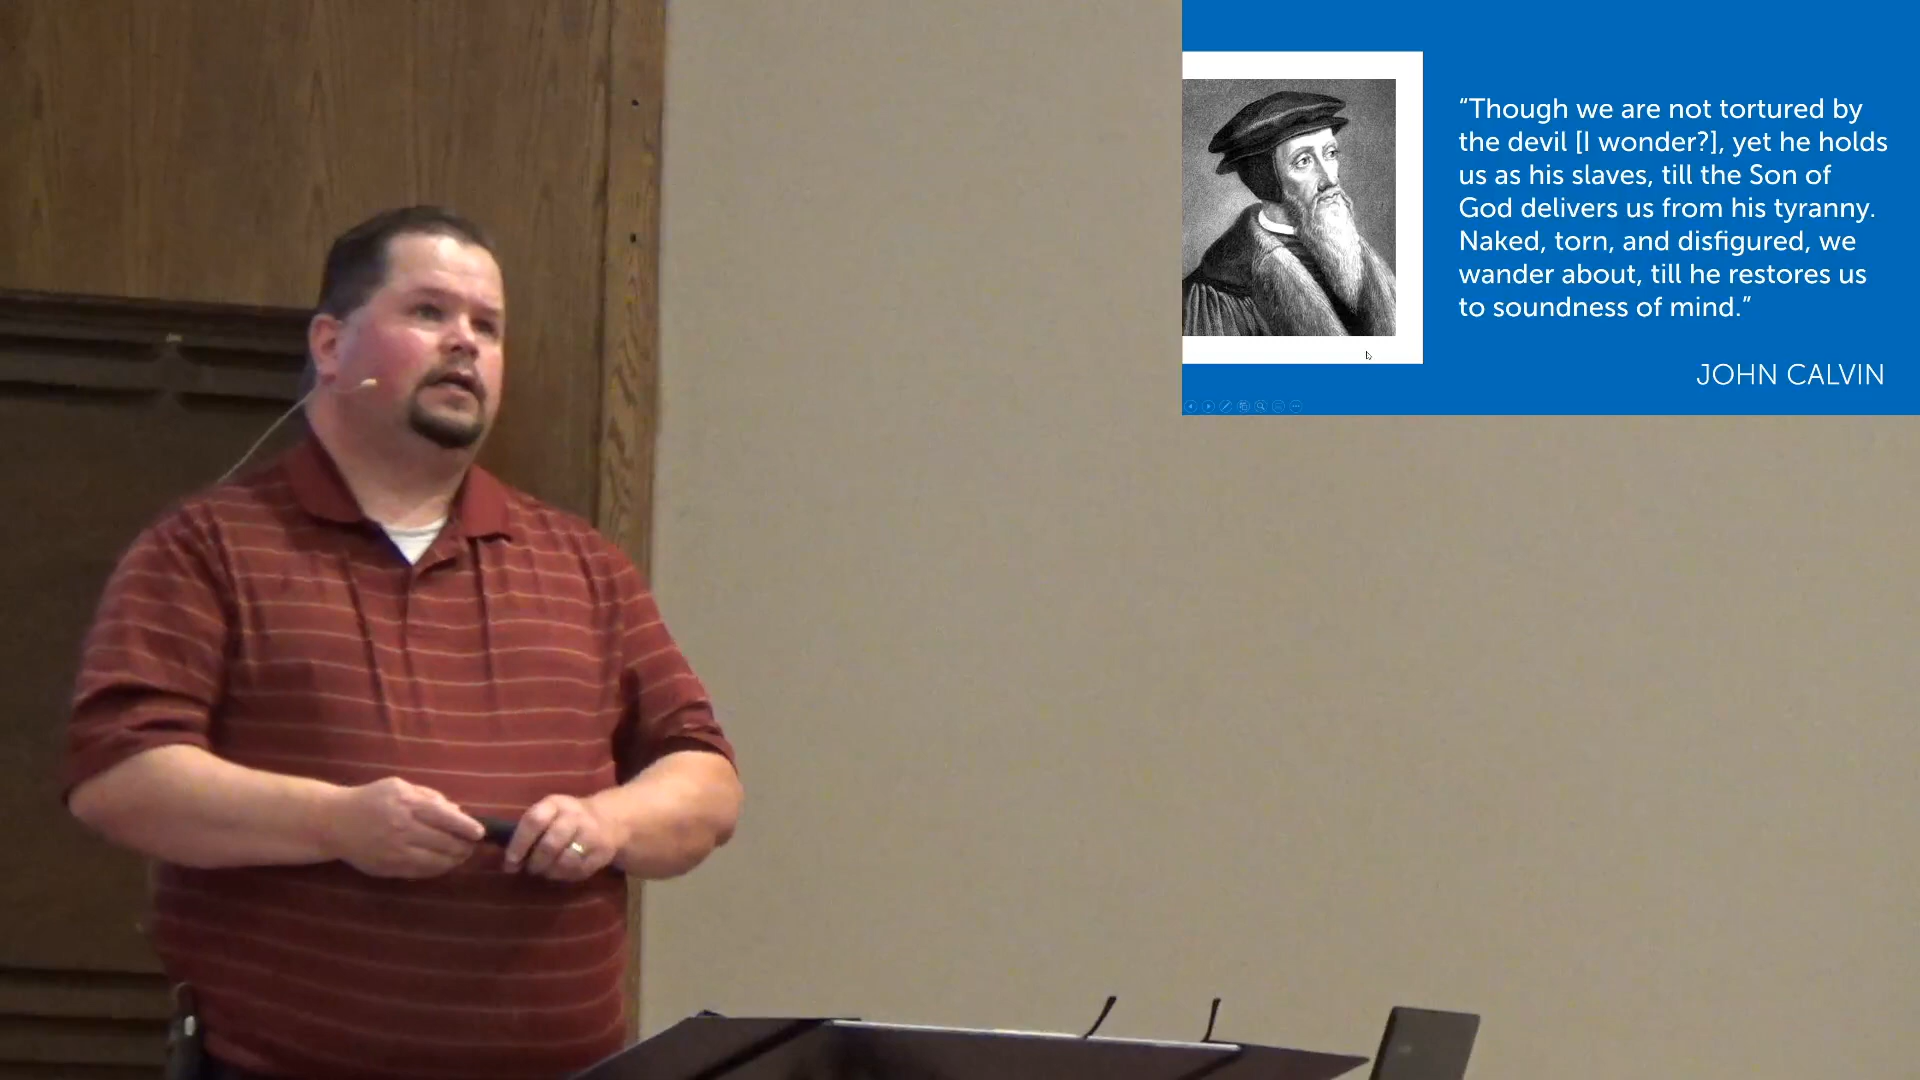 “Though we are not tortured by
the devil [I wonder?], yet he holds
us as his slaves, till the Son of
God delivers us from his tyranny.
Naked, torn, and disfigured, we
wander about, till he restores us
to soundness of mind.”
JOHN CALVIN